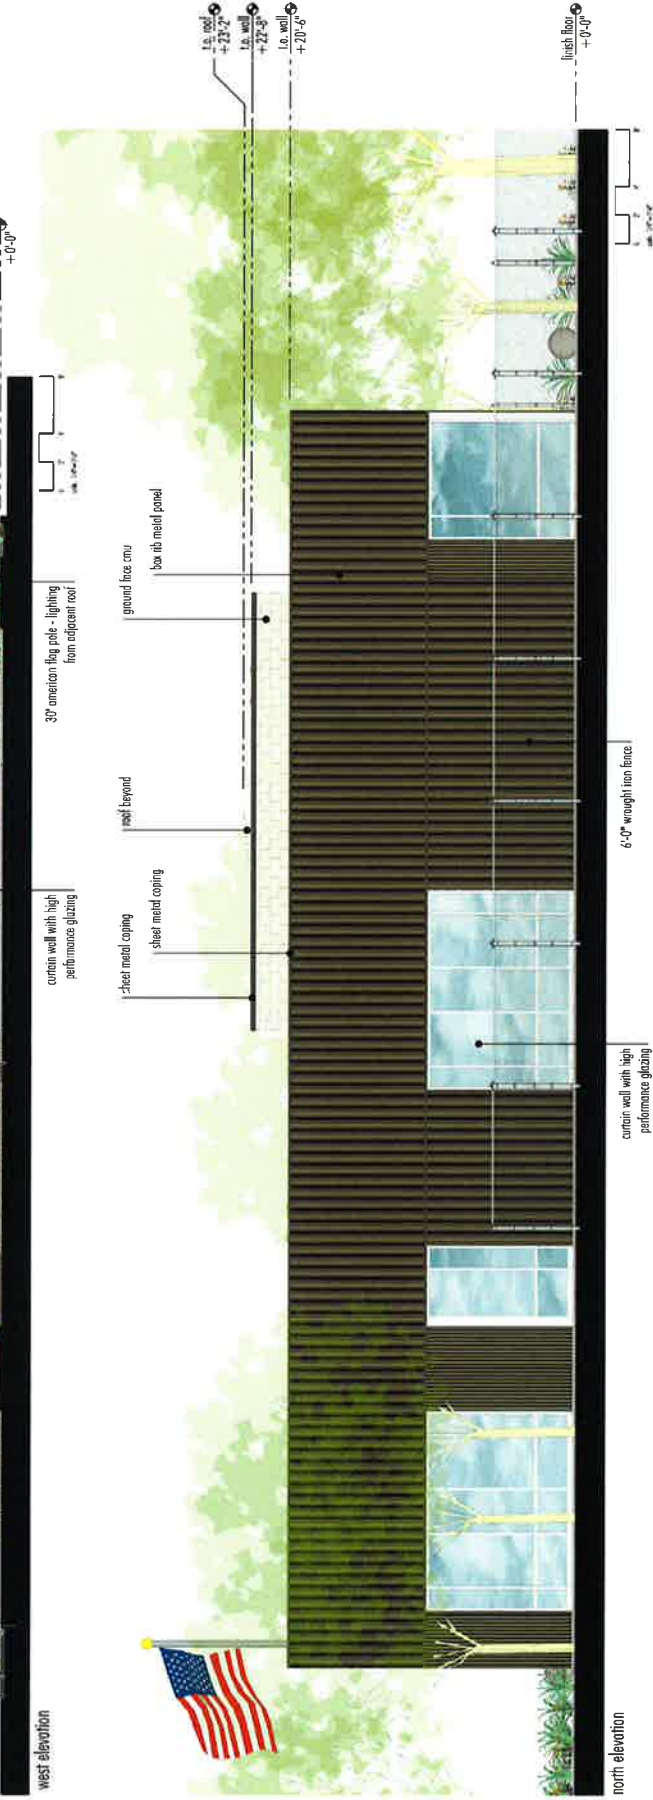 +0'-0"
30' american flag pole - lighting
from adjacent roof
curtain wall with high
performance glazing
west elevation
t.o. roof
+23'-2"
t.o. wall
+22'-8"
t.o. wall
+20'-6"
finish floor
+0'-0"
sheet metal coping
sheet metal coping
roof beyond
ground face cmu
box rib metal panel
curtain wall with high
performance glazing
6'-0" wrought iron fence
north elevation